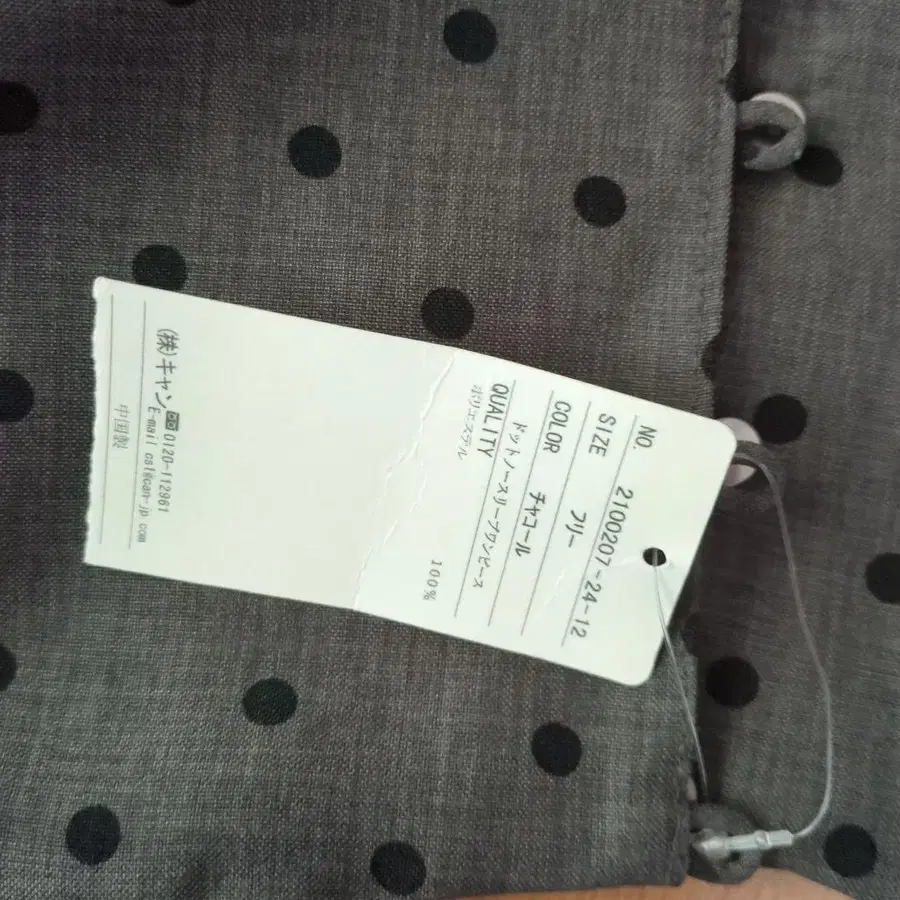 NO. 2100207-24-12
SIZE フリー
COLOR チャコール
ドットノースリーブワンピース
QUALITY
ポリエステル 100%
(株)キャン 0120-112961
E-mail csl@can-jp.com
中国製